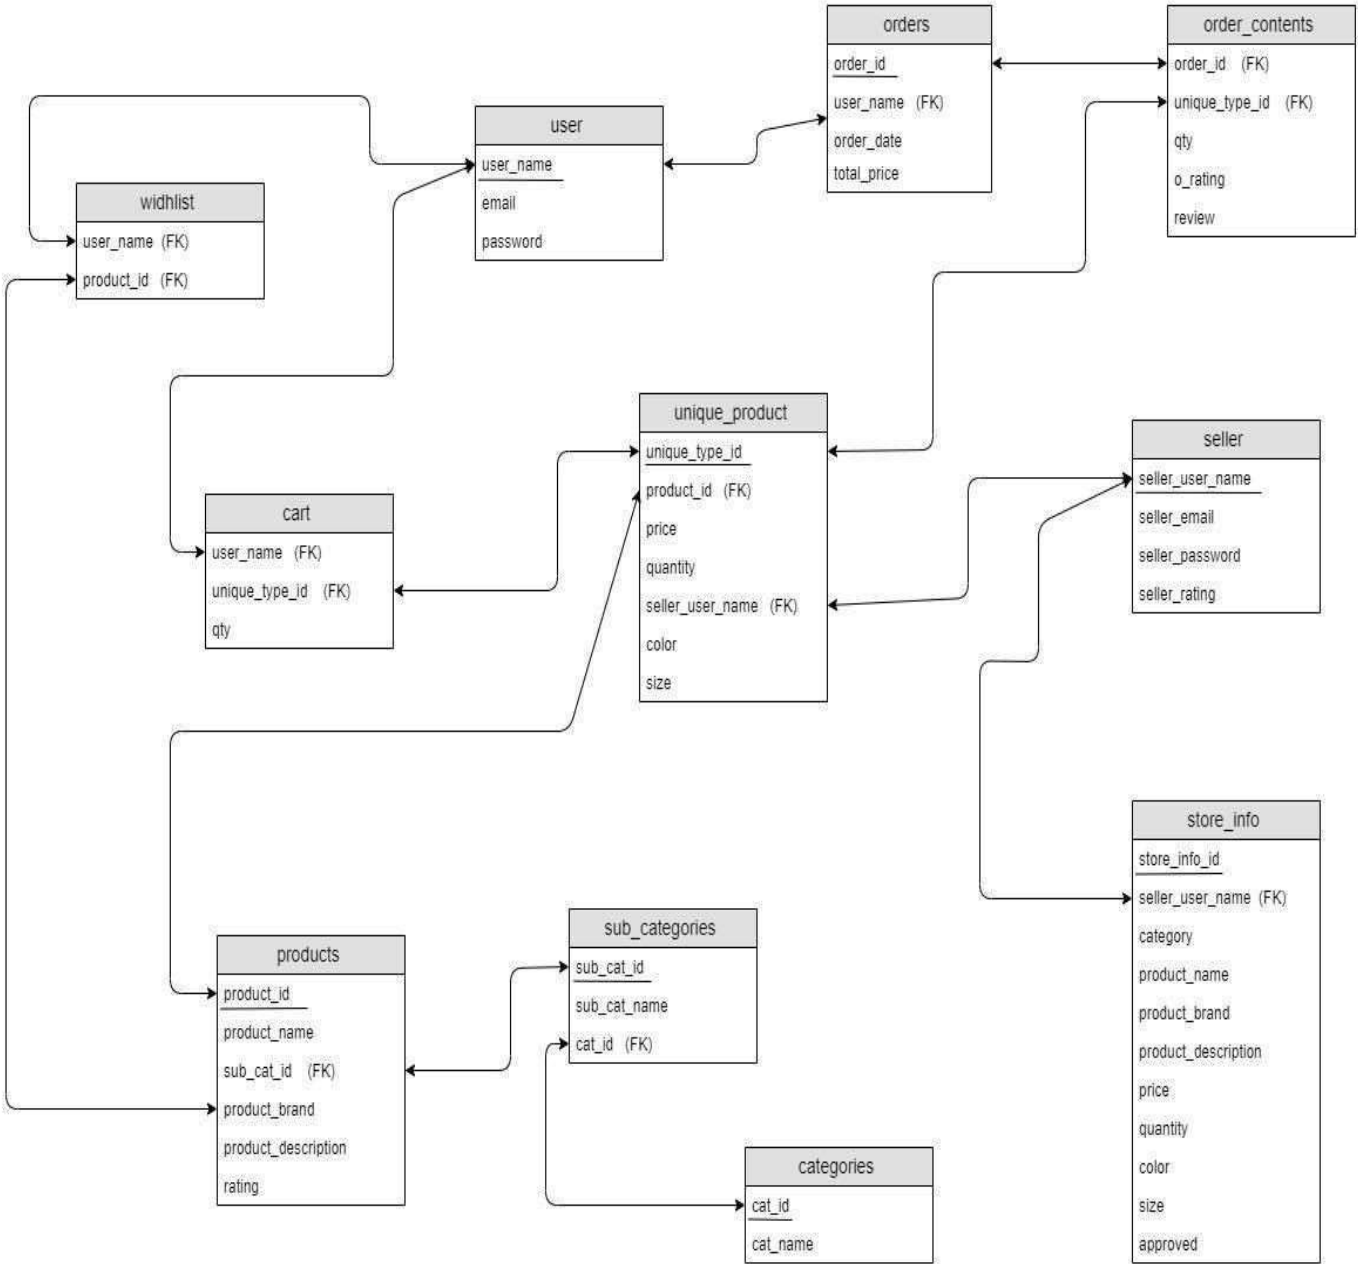 orders
order_id
user_name (FK)
order_date
total_price
order_contents
order_id (FK)
unique_type_id (FK)
qty
o_rating
review
user
user_name
email
password
widhlist
user_name (FK)
product_id (FK)
unique_product
unique_type_id
product_id (FK)
price
quantity
seller_user_name (FK)
color
size
seller
seller_user_name
seller_email
seller_password
seller_rating
cart
user_name (FK)
unique_type_id (FK)
qty
store_info
store_info_id
seller_user_name (FK)
category
product_name
product_brand
product_description
price
quantity
color
size
approved
sub_categories
sub_cat_id
sub_cat_name
cat_id (FK)
products
product_id
product_name
sub_cat_id (FK)
product_brand
product_description
rating
categories
cat_id
cat_name